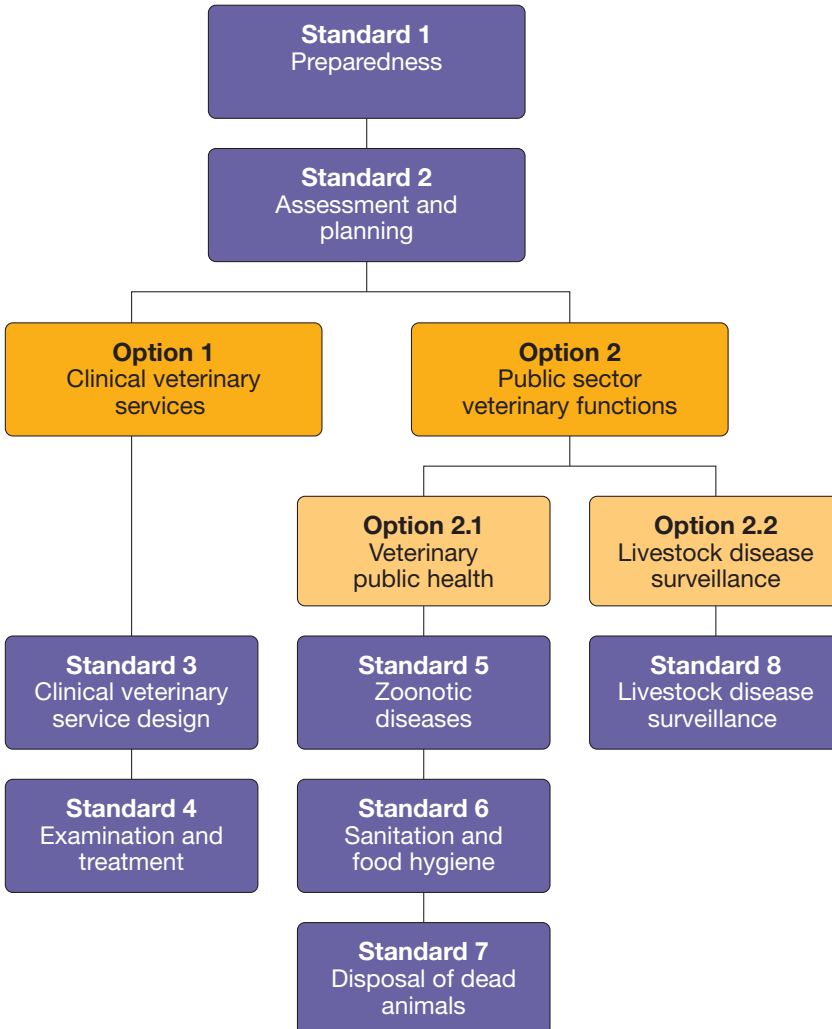 Standard 1
Preparedness
Standard 2
Assessment and
planning
Option 1
Clinical veterinary
services
Option 2
Public sector
veterinary functions
Option 2.1
Veterinary
public health
Option 2.2
Livestock disease
surveillance
Standard 3
Clinical veterinary
service design
Standard 5
Zoonotic
diseases
Standard 8
Livestock disease
surveillance
Standard 4
Examination and
treatment
Standard 6
Sanitation and
food hygiene
Standard 7
Disposal of dead
animals